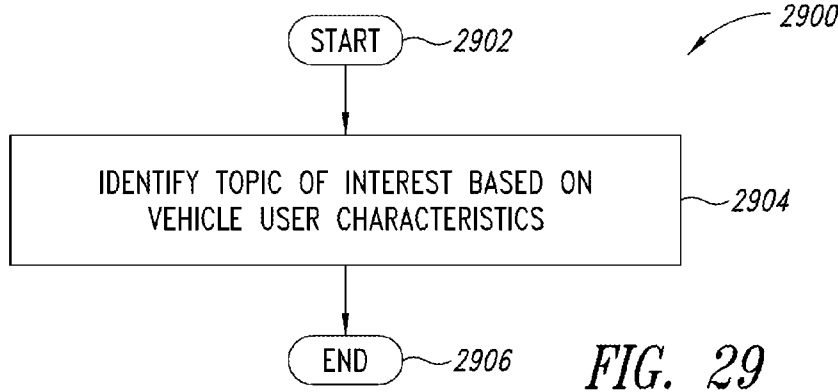 2900
START 2902
IDENTIFY TOPIC OF INTEREST BASED ON
VEHICLE USER CHARACTERISTICS
2904
END 2906
FIG. 29